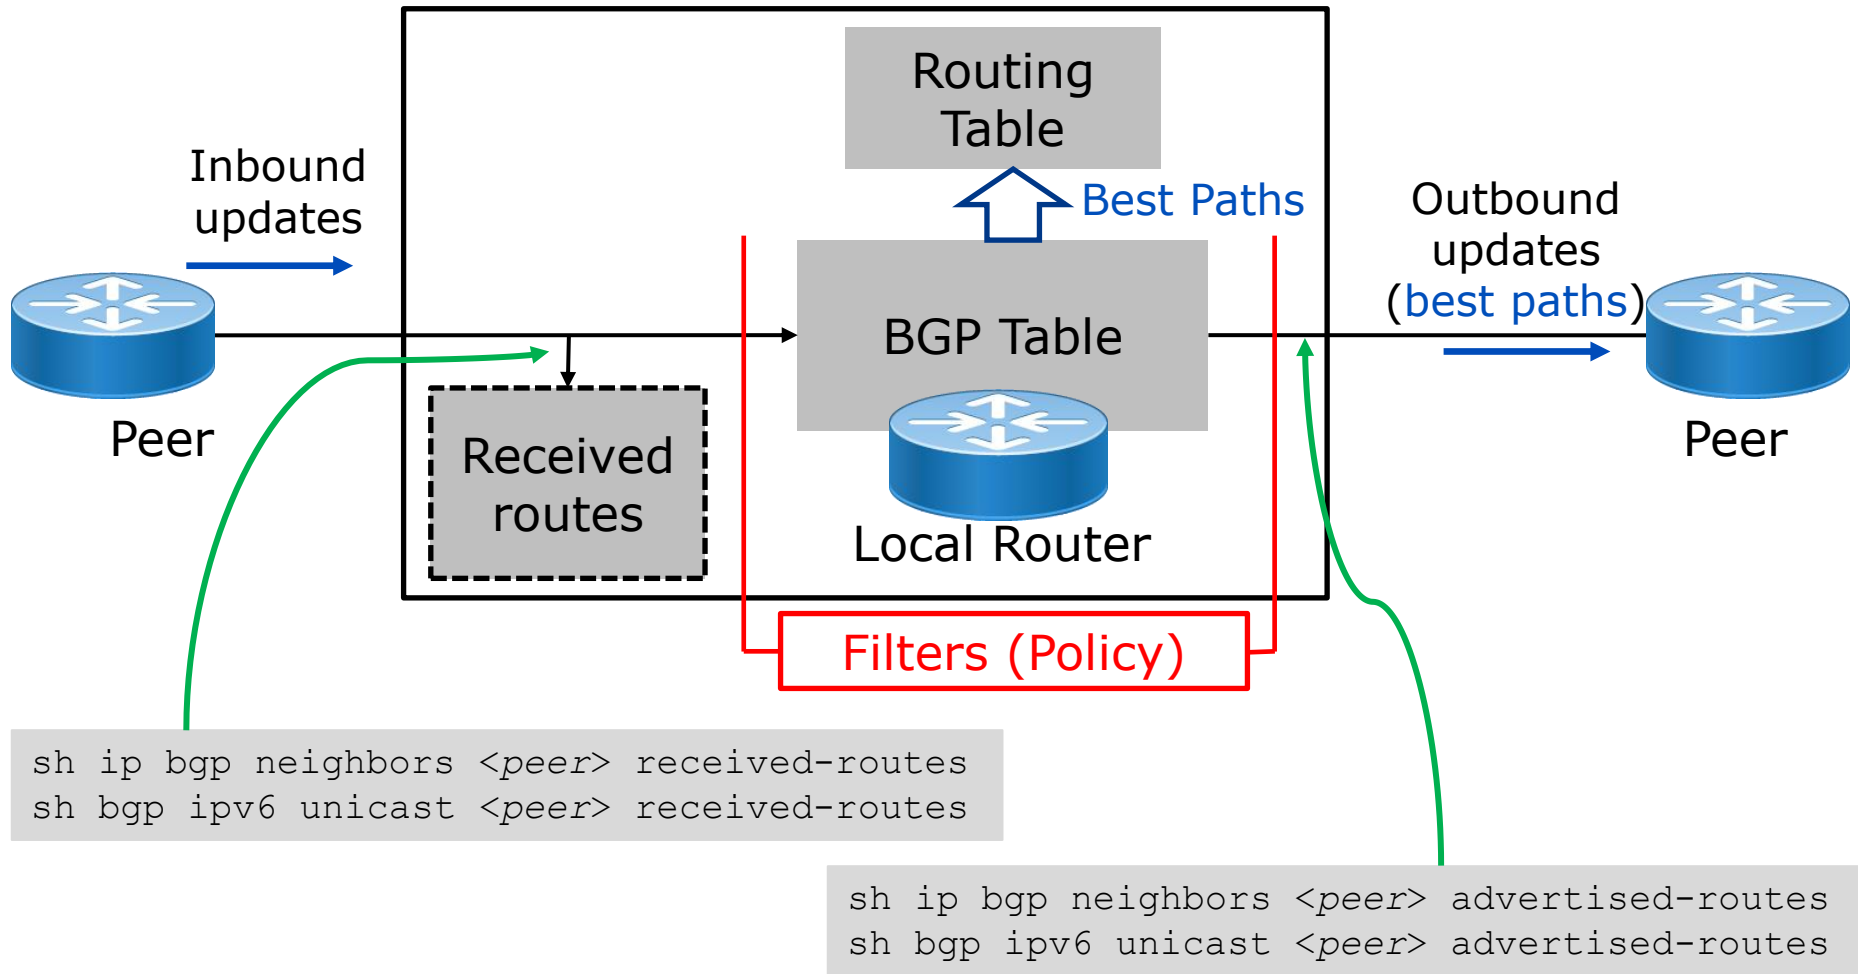 Routing
Table
Inbound
updates
Best Paths
Outbound
updates
(best paths)
BGP Table
Peer
Received
routes
Local Router
Peer
Filters (Policy)
sh ip bgp neighbors <peer> received-routes
sh bgp ipv6 unicast <peer> received-routes
sh ip bgp neighbors <peer> advertised-routes
sh bgp ipv6 unicast <peer> advertised-routes